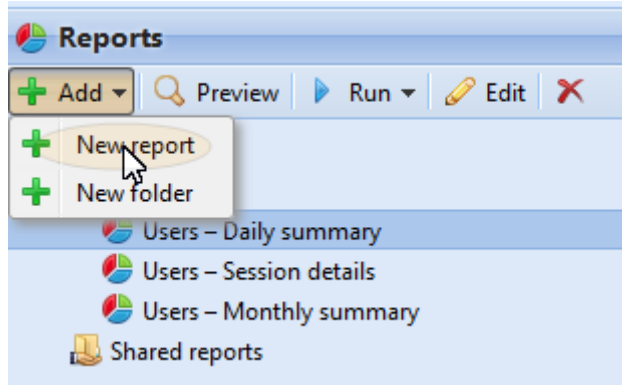 Reports
Add Preview Run Edit
New report
New folder
Users – Daily summary
Users – Session details
Users – Monthly summary
Shared reports